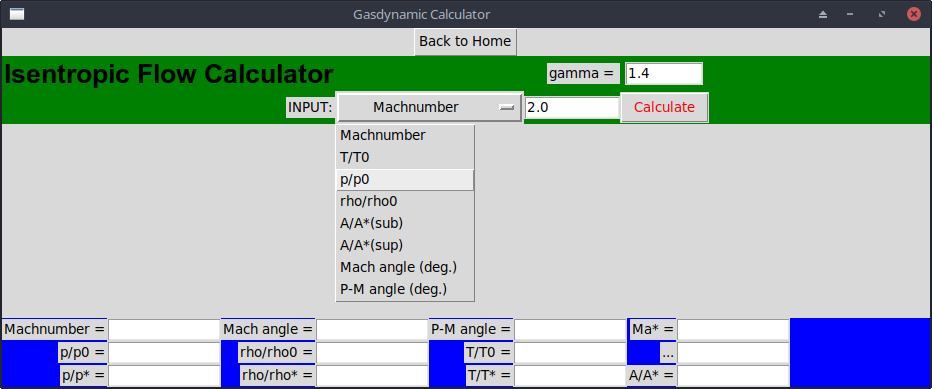 Gasdynamic Calculator
Back to Home
Isentropic Flow Calculator gamma = 1.4
INPUT: Machnumber 2.0 Calculate
Machnumber
T/T0
p/p0
rho/rho0
A/A*(sub)
A/A*(sup)
Mach angle (deg.)
P-M angle (deg.)
Machnumber = Mach angle = P-M angle = Ma* =
p/p0 = rho/rho0 = T/T0 = ...
p/p* = rho/rho* = T/T* = A/A* =